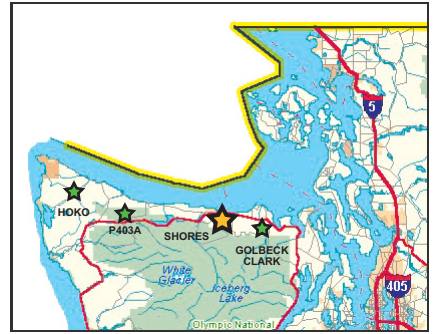 5
HOKO
P403A
SHORES
GOLBECK
CLARK
White
Glacier
Iceberg
Lake
405
Olympic National